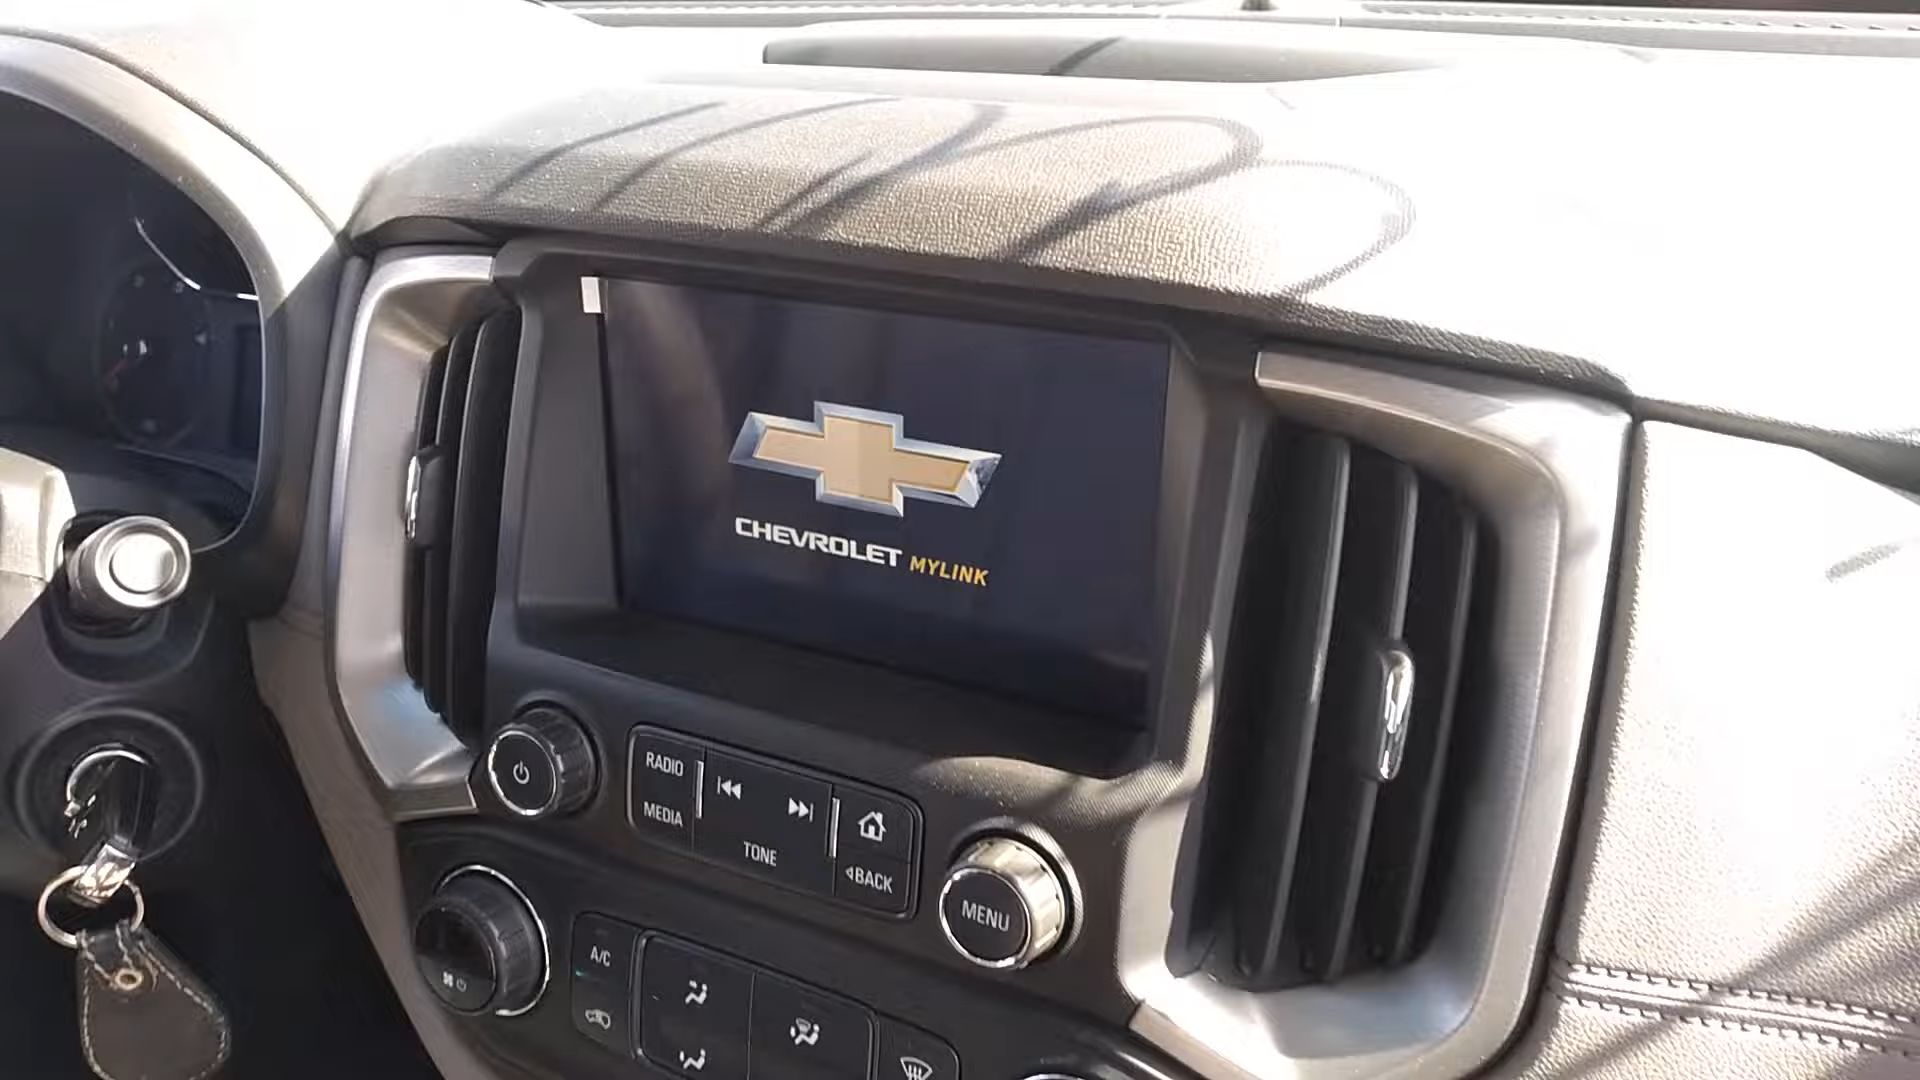 CHEVROLET MYLINK
RADIO
MEDIA
TONE
BACK
MENU
A/C